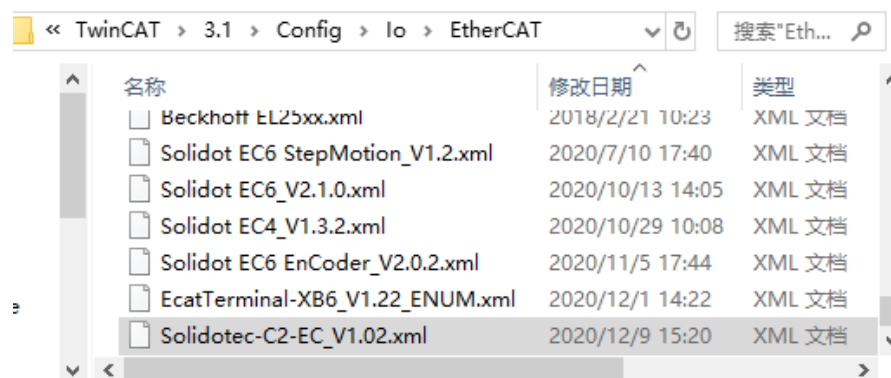 « TwinCAT › 3.1 › Config › Io › EtherCAT 搜索"Eth...
名称 修改日期 类型
Beckhoff EL25xx.xml 2018/2/21 10:23 XML 文档
Solidot EC6 StepMotion_V1.2.xml 2020/7/10 17:40 XML 文档
Solidot EC6_V2.1.0.xml 2020/10/13 14:05 XML 文档
Solidot EC4_V1.3.2.xml 2020/10/29 10:08 XML 文档
Solidot EC6 EnCoder_V2.0.2.xml 2020/11/5 17:44 XML 文档
e EcatTerminal-XB6_V1.22_ENUM.xml 2020/12/1 14:22 XML 文档
Solidotec-C2-EC_V1.02.xml 2020/12/9 15:20 XML 文档